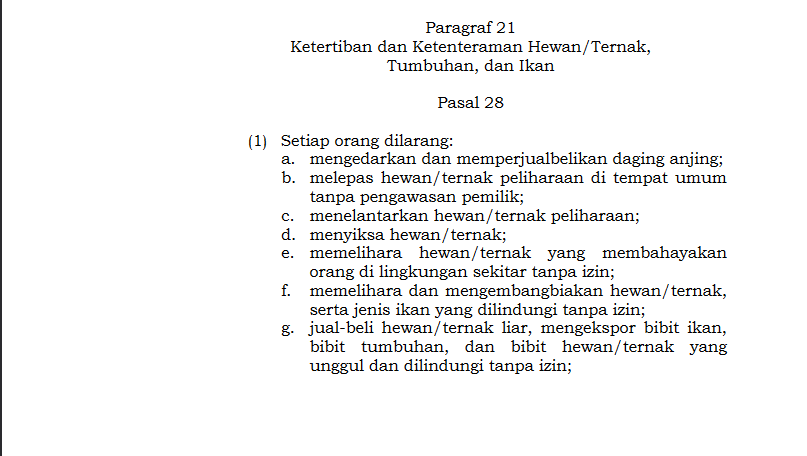 Paragraf 21
Ketertiban dan Ketenteraman Hewan/Ternak,
Tumbuhan, dan Ikan
Pasal 28
(1) Setiap orang dilarang:
a. mengedarkan dan memperjualbelikan daging anjing;
b. melepas hewan/ternak peliharaan di tempat umum
tanpa pengawasan pemilik;
c. menelantarkan hewan/ternak peliharaan;
d. menyiksa hewan/ternak;
e. memelihara hewan/ternak yang membahayakan
orang di lingkungan sekitar tanpa izin;
f. memelihara dan mengembangbiakan hewan/ternak,
serta jenis ikan yang dilindungi tanpa izin;
g. jual-beli hewan/ternak liar, mengekspor bibit ikan,
bibit tumbuhan, dan bibit hewan/ternak yang
unggul dan dilindungi tanpa izin;